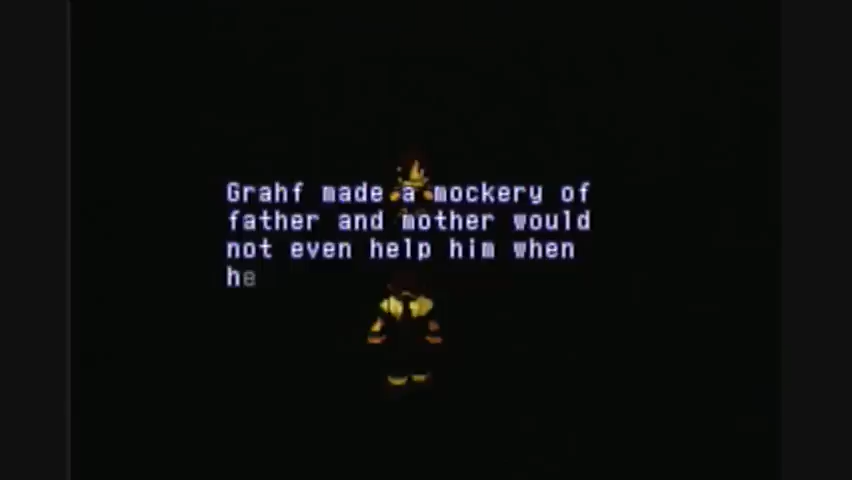 Grahf made a mockery of
father and mother would
not even help him when
he